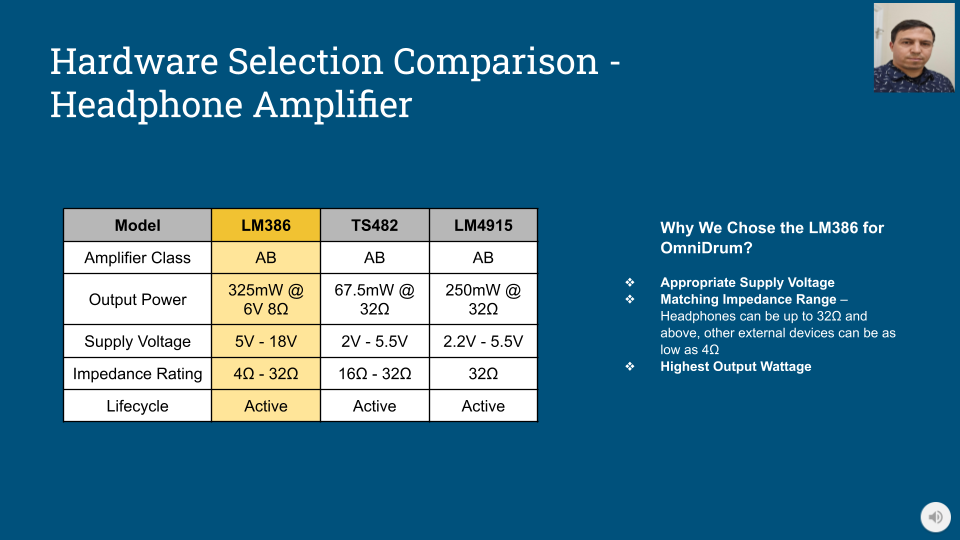 Hardware Selection Comparison -
Headphone Amplifier
Model LM386 TS482 LM4915
Amplifier Class AB AB AB
Output Power 325mW @ 6V 8Ω 67.5mW @ 32Ω 250mW @ 32Ω
Supply Voltage 5V - 18V 2V - 5.5V 2.2V - 5.5V
Impedance Rating 4Ω - 32Ω 16Ω - 32Ω 32Ω
Lifecycle Active Active Active
Why We Chose the LM386 for
OmniDrum?
❖ Appropriate Supply Voltage
❖ Matching Impedance Range –
Headphones can be up to 32Ω and
above, other external devices can be as
low as 4Ω
❖ Highest Output Wattage